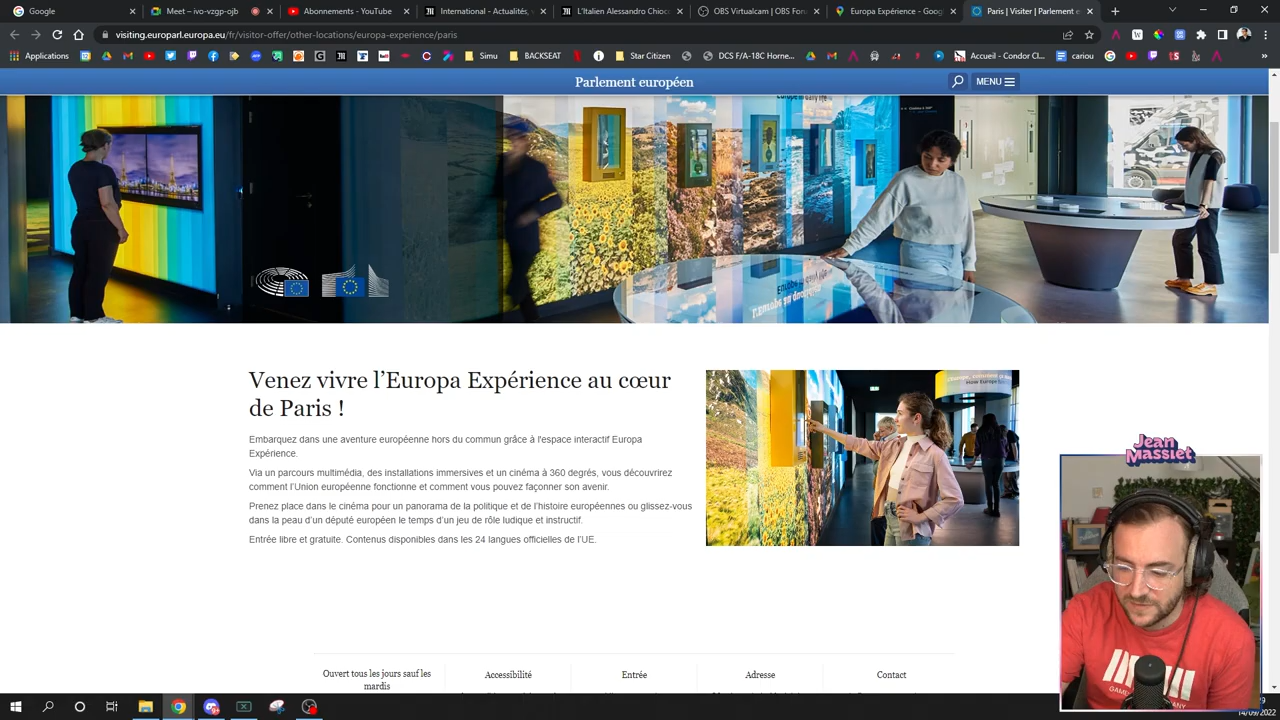 Google
Meet – ivo-vzgp-ojb
Abonnements - YouTube
International - Actualités,
L'Italien Alessandro Chiocc
OBS Virtualcam | OBS Foru
Europa Expérience - Googl
Paris | Visiter | Parlement e
visiting.europarl.europa.eu/fr/visitor-offer/other-locations/europa-experience/paris
Applications
Simu
BACKSEAT
Star Citizen
DCS F/A-18C Horne...
Accueil - Condor Cl...
cariou
Parlement européen
MENU
Venez vivre l'Europa Expérience au cœur
de Paris !
Embarquez dans une aventure européenne hors du commun grâce à l'espace interactif Europa
Expérience.
Via un parcours multimédia, des installations immersives et un cinéma à 360 degrés, vous découvrirez
comment l'Union européenne fonctionne et comment vous pouvez façonner son avenir.
Prenez place dans le cinéma pour un panorama de la politique et de l'histoire européennes ou glissez-vous
dans la peau d'un député européen le temps d'un jeu de rôle ludique et instructif.
Entrée libre et gratuite. Contenus disponibles dans les 24 langues officielles de l'UE.
Jean
Massiet
Ouvert tous les jours sauf les
mardis
Accessibilité
Entrée
Adresse
Contact
14/09/2022